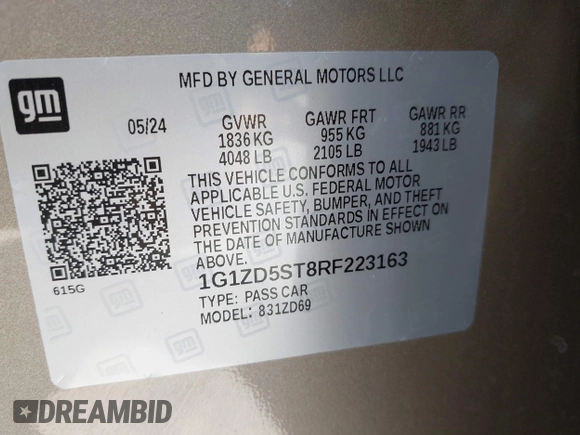 gm
MFD BY GENERAL MOTORS LLC
05/24 GVWR GAWR FRT GAWR RR
1836 KG 955 KG 881 KG
4048 LB 2105 LB 1943 LB
THIS VEHICLE CONFORMS TO ALL
APPLICABLE U.S. FEDERAL MOTOR
VEHICLE SAFETY, BUMPER, AND THEFT
PREVENTION STANDARDS IN EFFECT ON
THE DATE OF MANUFACTURE SHOWN
ABOVE.
1G1ZD5ST8RF223163
615G
TYPE: PASS CAR
MODEL: 831ZD69
DREAMBID